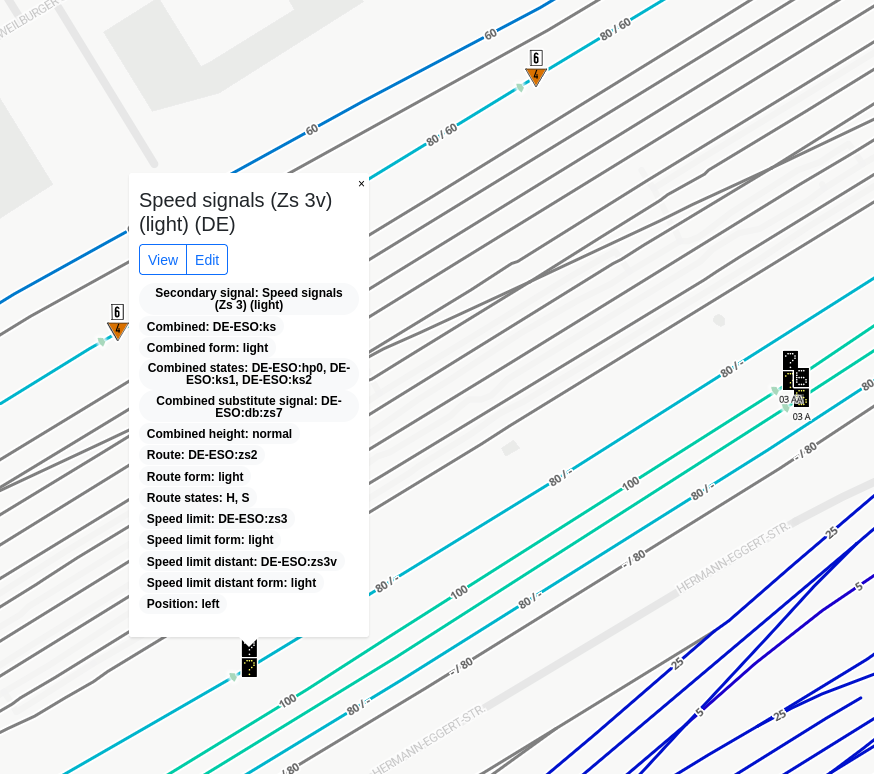 WEILBURGER
60
80 / 60
6
4
60
80 / 60
×
Speed signals (Zs 3v)
(light) (DE)
View
Edit
Secondary signal: Speed signals
(Zs 3) (light)
Combined: DE-ESO:ks
Combined form: light
Combined states: DE-ESO:hp0, DE-
ESO:ks1, DE-ESO:ks2
Combined substitute signal: DE-
ESO:db:zs7
Combined height: normal
Route: DE-ESO:zs2
Route form: light
Route states: H, S
Speed limit: DE-ESO:zs3
Speed limit form: light
Speed limit distant: DE-ESO:zs3v
Speed limit distant form: light
Position: left
6
4
80 / -
?
03 A
80
- / 80
80 / -
100
80 / -
HERMANN-EGGERT-STR.
25
- / 80
5
80 / -
100
80 / -
?
- / 80
25
100
80 / -
5
25
HERMANN-EGGERT-STR.
/ 80